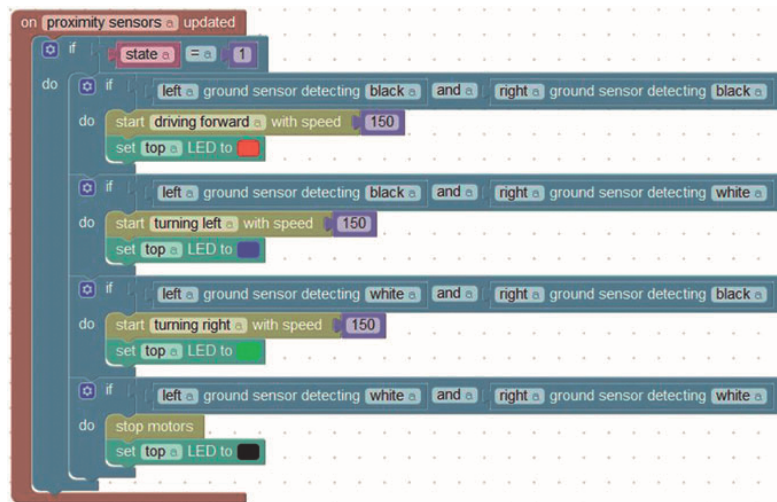 on proximity sensors updated
if state = 1
do if left ground sensor detecting black and right ground sensor detecting black
do start driving forward with speed 150
set top LED to
if left ground sensor detecting black and right ground sensor detecting white
do start turning left with speed 150
set top LED to
if left ground sensor detecting white and right ground sensor detecting black
do start turning right with speed 150
set top LED to
if left ground sensor detecting white and right ground sensor detecting white
do stop motors
set top LED to